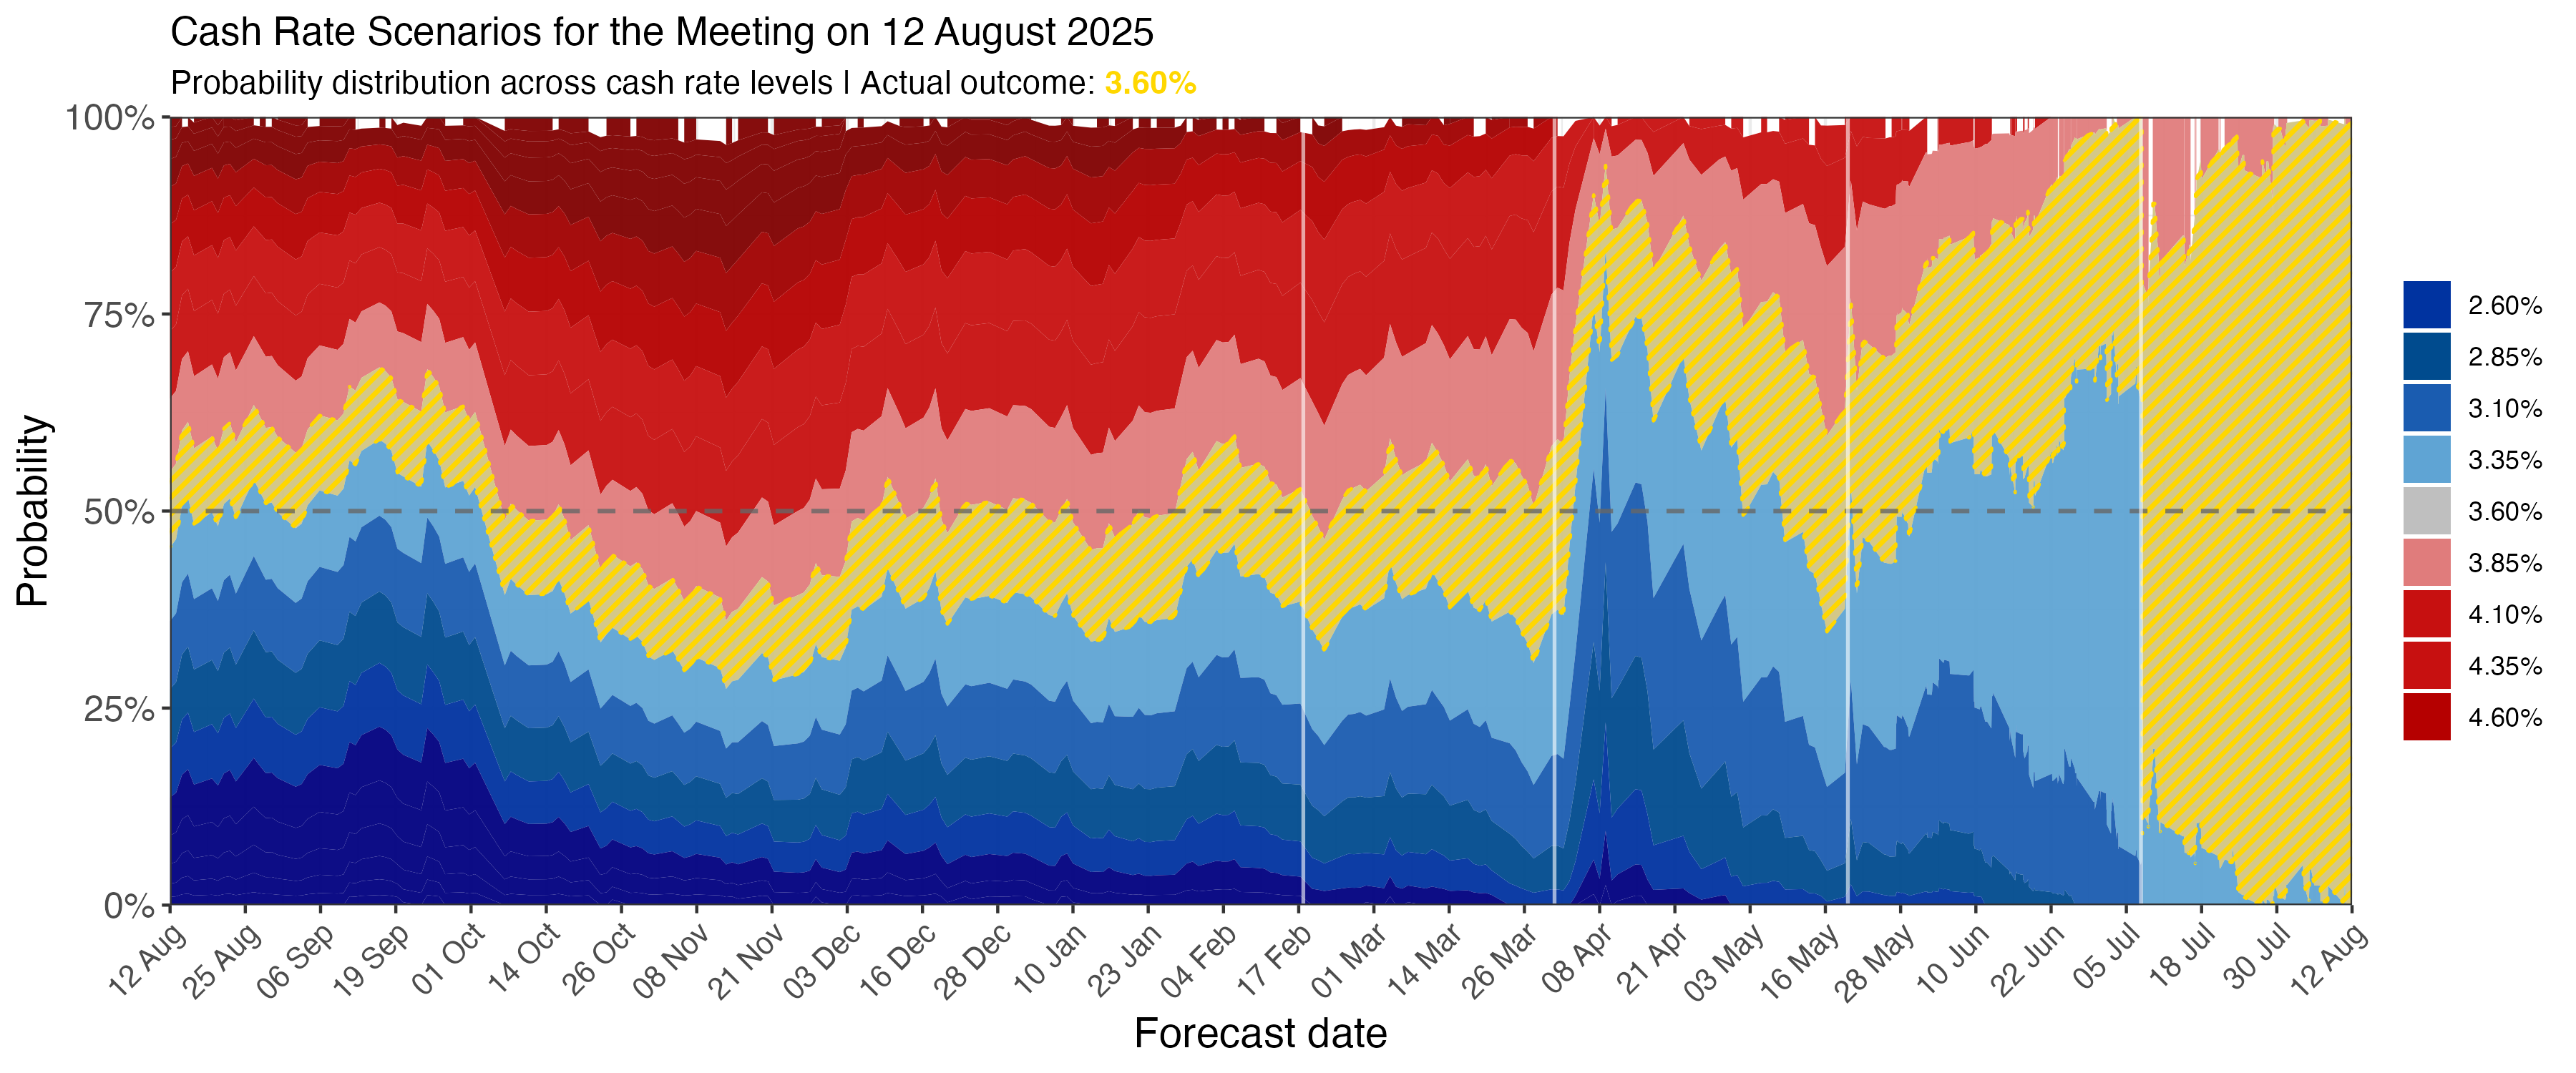 Cash Rate Scenarios for the Meeting on 12 August 2025
Probability distribution across cash rate levels | Actual outcome: 3.60%
Probability
100%
75%
50%
25%
0%
12 Aug
25 Aug
06 Sep
19 Sep
01 Oct
14 Oct
26 Oct
08 Nov
21 Nov
03 Dec
16 Dec
28 Dec
10 Jan
23 Jan
04 Feb
17 Feb
01 Mar
14 Mar
26 Mar
08 Apr
21 Apr
03 May
16 May
28 May
10 Jun
22 Jun
05 Jul
18 Jul
30 Jul
12 Aug
Forecast date
2.60%
2.85%
3.10%
3.35%
3.60%
3.85%
4.10%
4.35%
4.60%